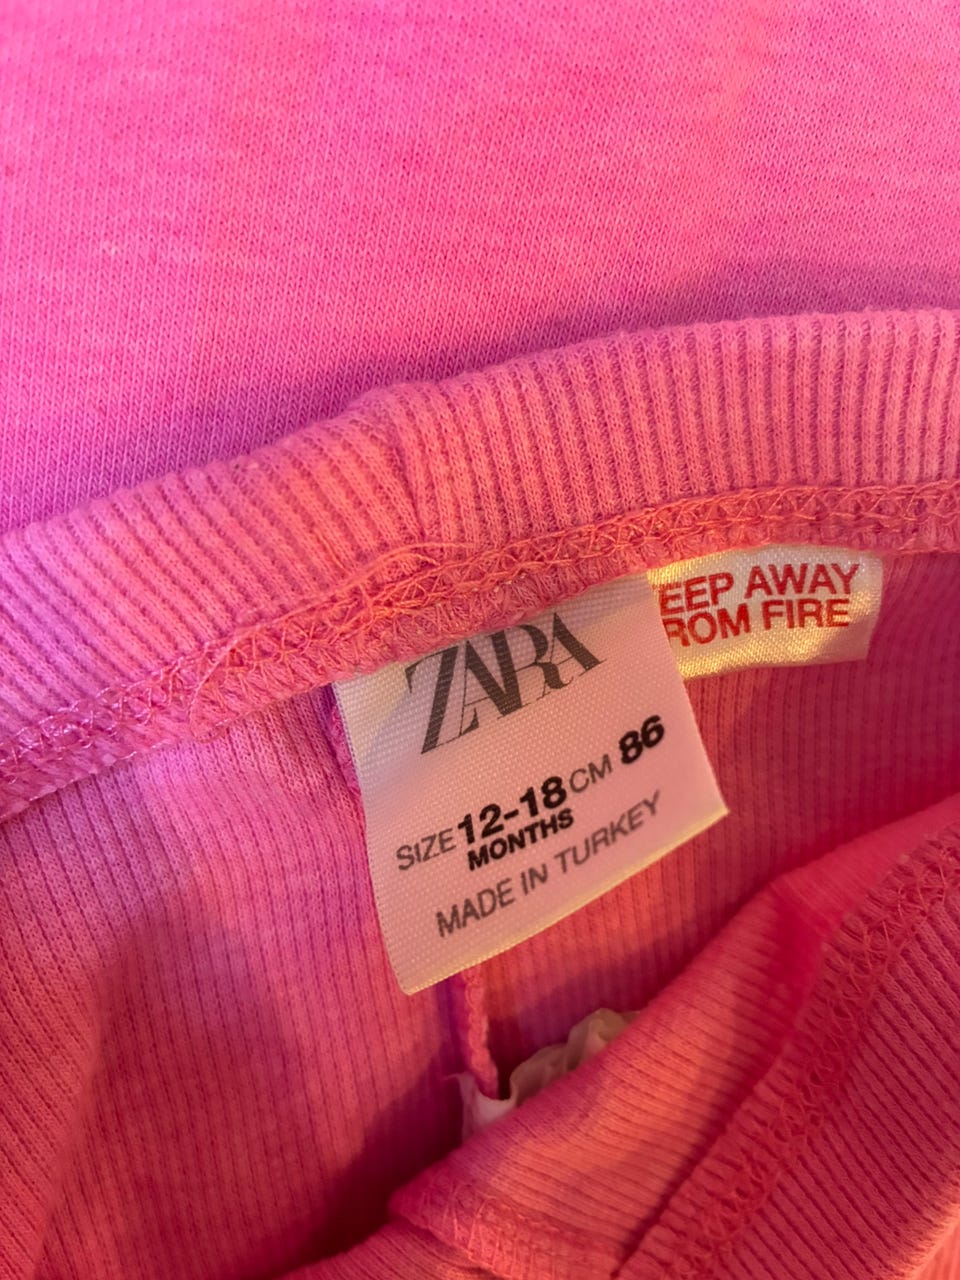 ZARA
SIZE 12-18 CM 86
MONTHS
MADE IN TURKEY
EEP AWAY
ROM FIRE